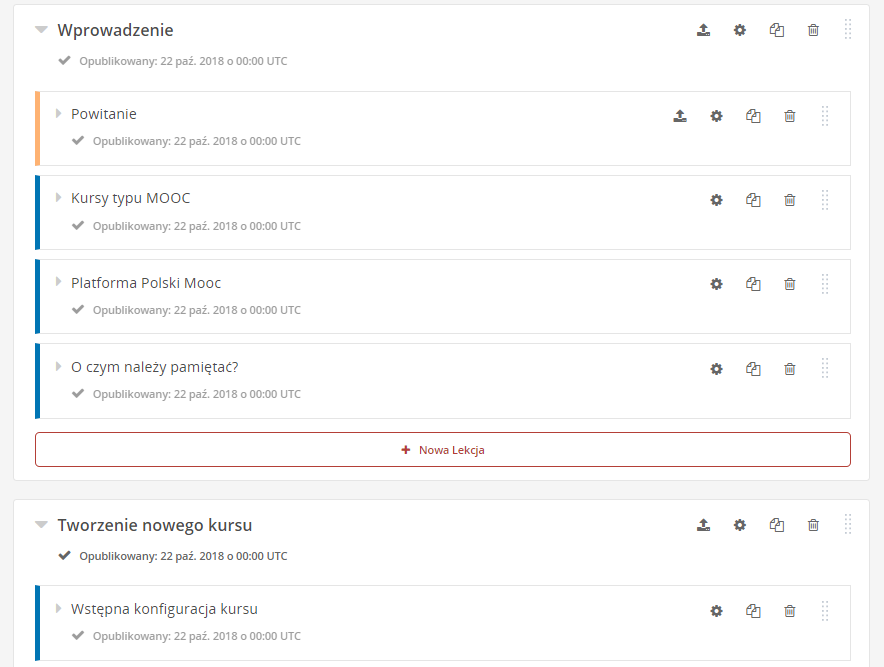 Wprowadzenie
Opublikowany: 22 paź. 2018 o 00:00 UTC
Powitanie
Opublikowany: 22 paź. 2018 o 00:00 UTC
Kursy typu MOOC
Opublikowany: 22 paź. 2018 o 00:00 UTC
Platforma Polski Mooc
Opublikowany: 22 paź. 2018 o 00:00 UTC
O czym należy pamiętać?
Opublikowany: 22 paź. 2018 o 00:00 UTC
+ Nowa Lekcja
Tworzenie nowego kursu
Opublikowany: 22 paź. 2018 o 00:00 UTC
Wstępna konfiguracja kursu
Opublikowany: 22 paź. 2018 o 00:00 UTC